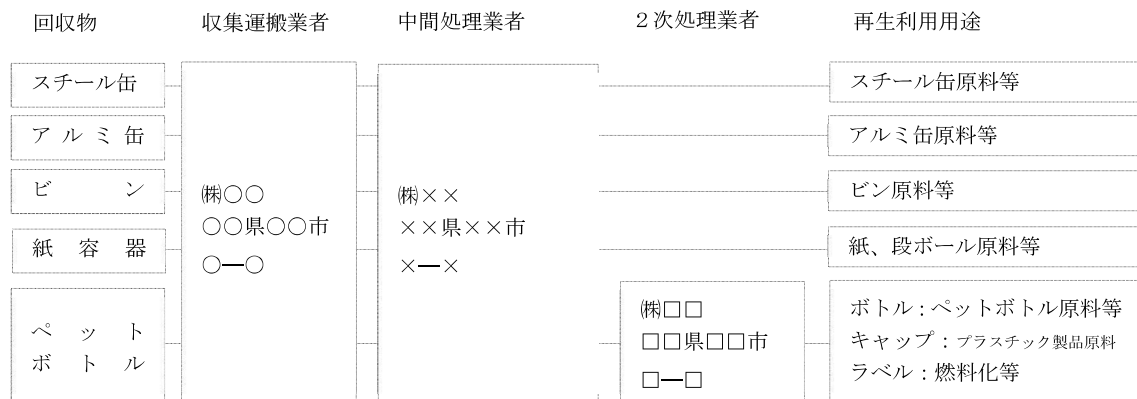 回収物 収集運搬業者 中間処理業者 2次処理業者 再生利用用途
スチール缶 スチール缶原料等
アルミ缶 アルミ缶原料等
ビン ビン原料等
紙容器 紙、段ボール原料等
㈱○○
○○県○○市
○―○
㈱××
××県××市
×―×
ペット
ボトル
㈱□□
□□県□□市
□―□
ボトル：ペットボトル原料等
キャップ：プラスチック製品原料
ラベル：燃料化等